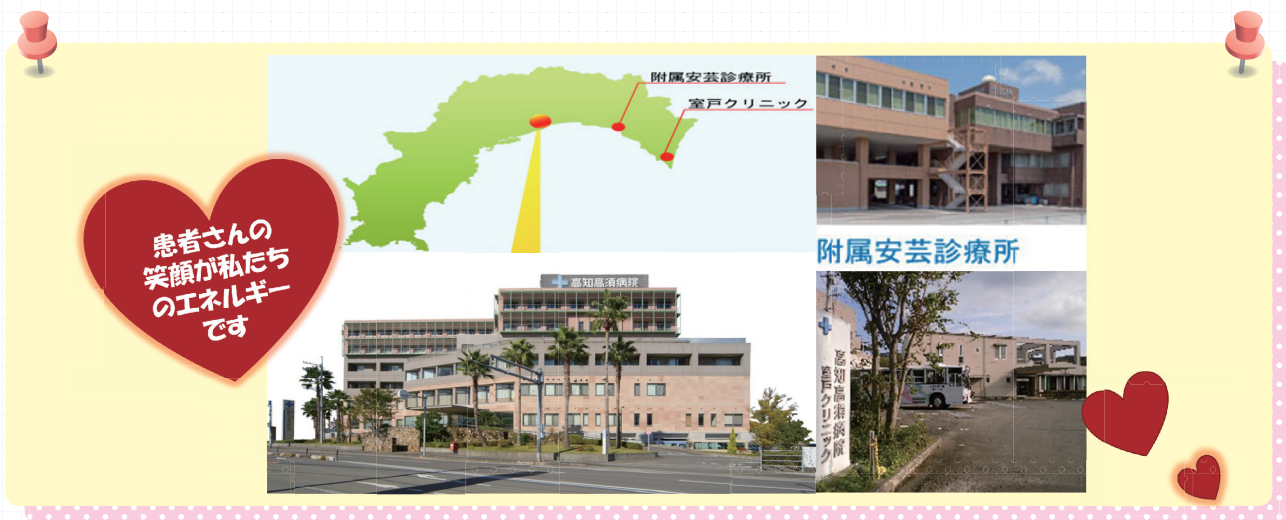 患者さんの
笑顔が私たち
のエネルギー
です
附属安芸診療所
室戸クリニック
高知高須病院
附属安芸診療所
高知高須病院
室戸クリニック